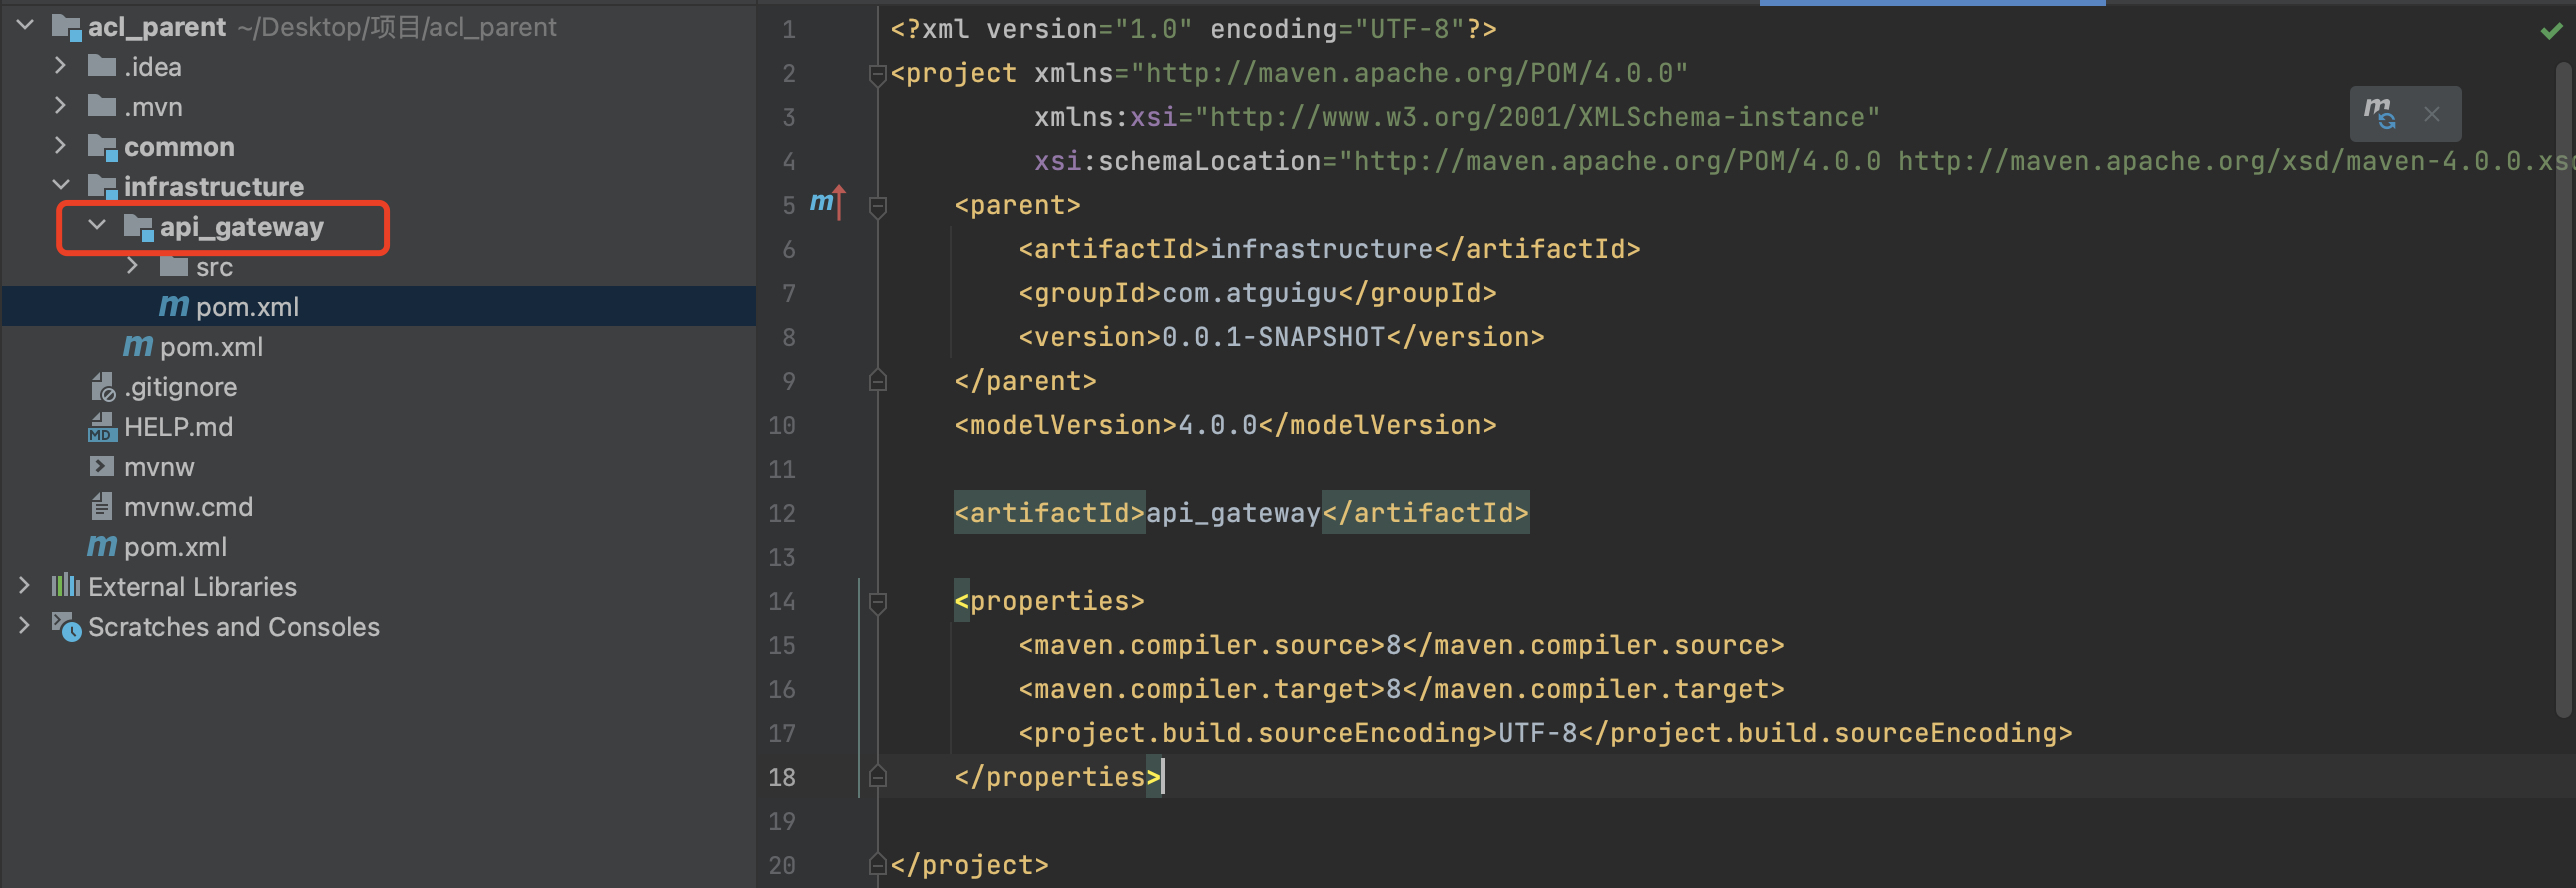 acl_parent ~/Desktop/项目/acl_parent
.idea
.mvn
common
infrastructure
api_gateway
src
pom.xml
pom.xml
.gitignore
HELP.md
mvnw
mvnw.cmd
pom.xml
External Libraries
Scratches and Consoles
1 <?xml version="1.0" encoding="UTF-8"?>
2 <project xmlns="http://maven.apache.org/POM/4.0.0"
3 xmlns:xsi="http://www.w3.org/2001/XMLSchema-instance"
4 xsi:schemaLocation="http://maven.apache.org/POM/4.0.0 http://maven.apache.org/xsd/maven-4.0.0.xsd
5 <parent>
6 <artifactId>infrastructure</artifactId>
7 <groupId>com.atguigu</groupId>
8 <version>0.0.1-SNAPSHOT</version>
9 </parent>
10 <modelVersion>4.0.0</modelVersion>
11
12 <artifactId>api_gateway</artifactId>
13
14 <properties>
15 <maven.compiler.source>8</maven.compiler.source>
16 <maven.compiler.target>8</maven.compiler.target>
17 <project.build.sourceEncoding>UTF-8</project.build.sourceEncoding>
18 </properties>
19
20 </project>